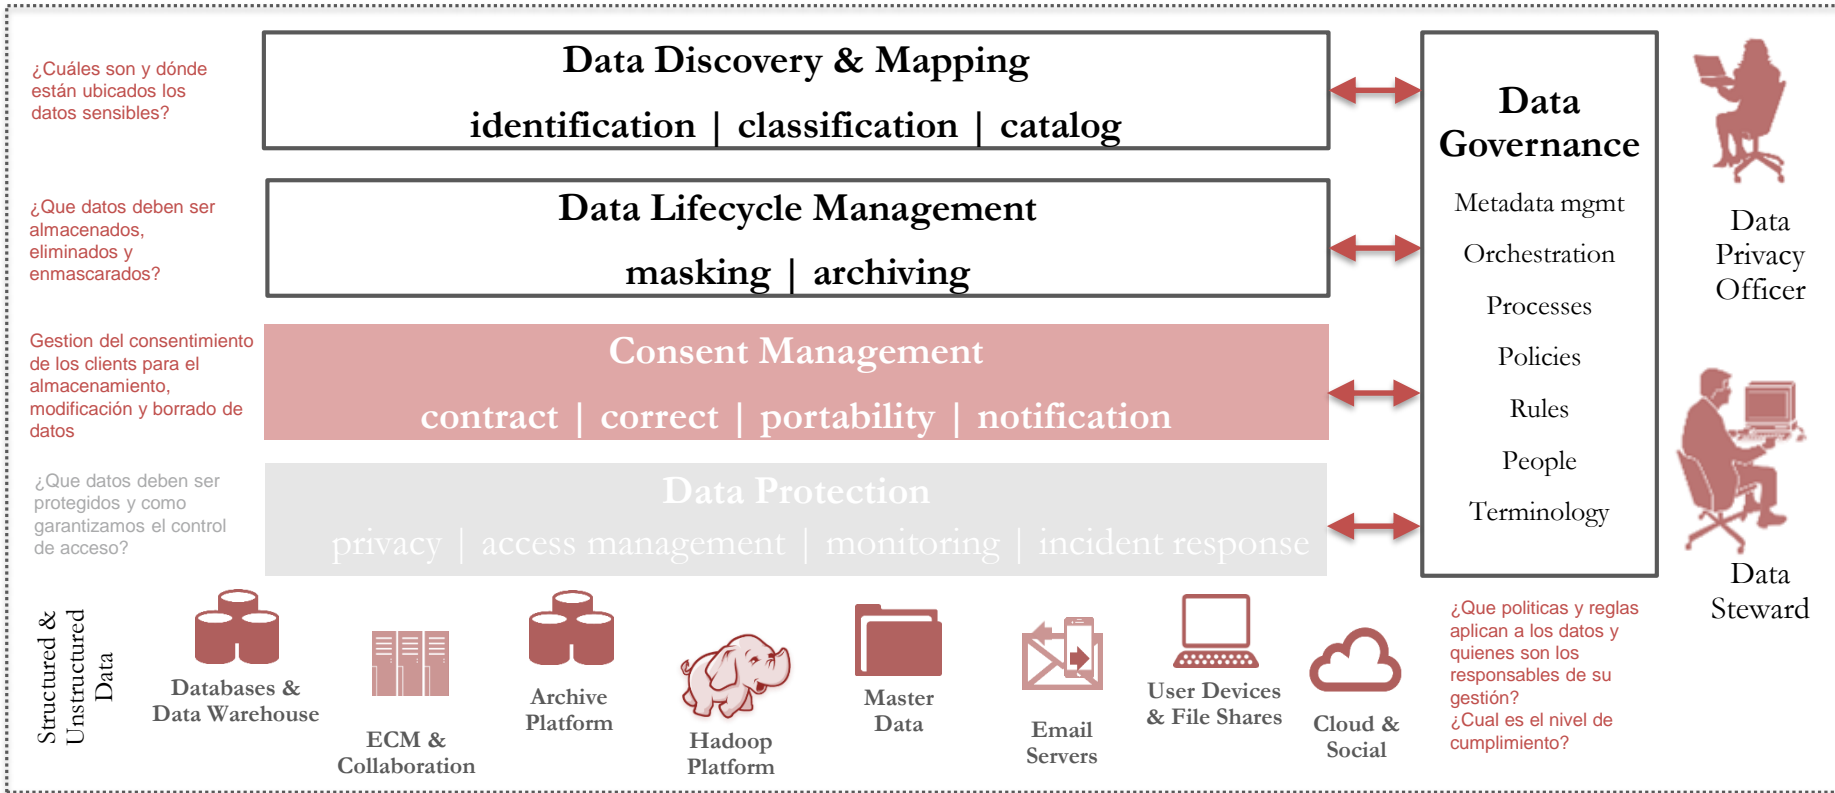 ¿Cuáles son y dónde
están ubicados los
datos sensibles?
Data Discovery & Mapping
identification | classification | catalog
¿Que datos deben ser
almacenados,
eliminados y
enmascarados?
Data Lifecycle Management
masking | archiving
Gestion del consentimiento
de los clients para el
almacenamiento,
modificación y borrado de
datos
Consent Management
contract | correct | portability | notification
¿Que datos deben ser
protegidos y como
garantizamos el control
de acceso?
Data Protection
privacy | access management | monitoring | incident response
Data
Governance
Metadata mgmt
Orchestration
Processes
Policies
Rules
People
Terminology
Data
Privacy
Officer
Data
Steward
Structured &
Unstructured
Data
Databases &
Data Warehouse
ECM &
Collaboration
Archive
Platform
Hadoop
Platform
Master
Data
Email
Servers
User Devices
& File Shares
Cloud &
Social
¿Que politicas y reglas
aplican a los datos y
quienes son los
responsables de su
gestión?
¿Cual es el nivel de
cumplimiento?